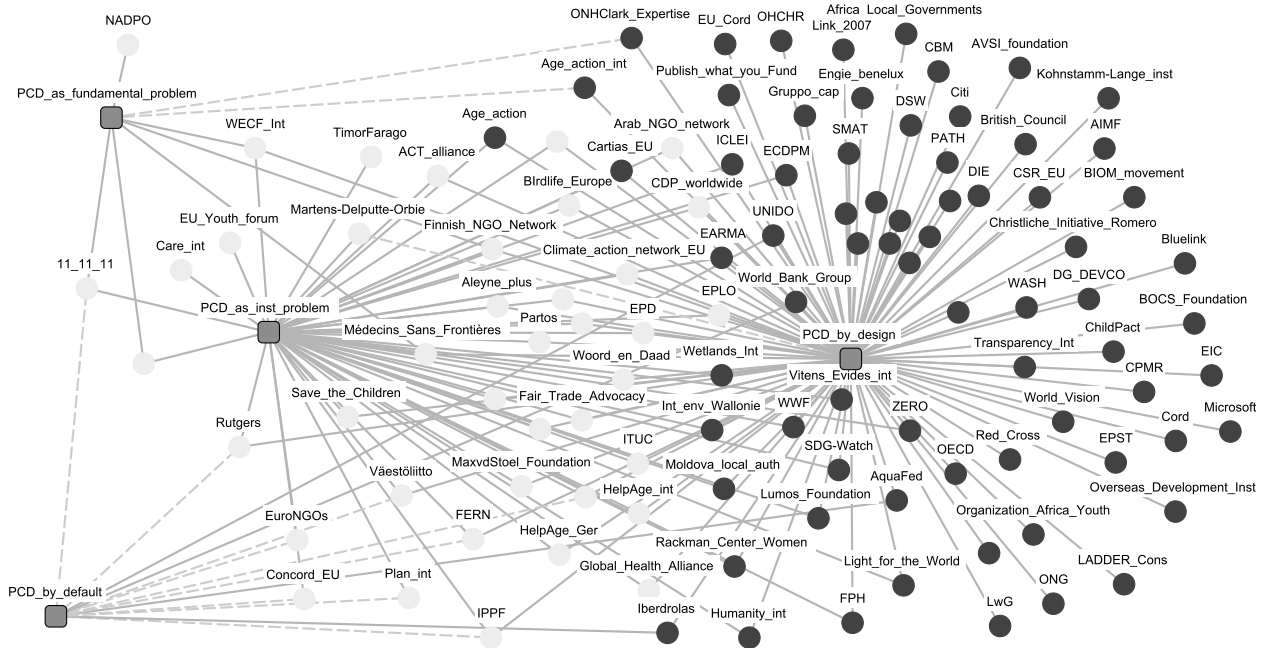 NADPO
ONHClark_Expertise
EU_Cord
OHCHR
Africa
Link_2007
Local_Governments
AVSI_foundation
CBM
Age_action_int
Publish_what_you_Fund
Engie_benelux
Kohnstamm-Lange_inst
PCD_as_fundamental_problem
Gruppo_cap
DSW
Citi
Age_action
WECF_Int
TimorFarago
Arab_NGO_network
SMAT
British_Council
AIMF
ACT_alliance
Cartias_EU
ICLEI
ECDPM
PATH
BIrdlife_Europe
CDP_worldwide
DIE
CSR_EU
BIOM_movement
EU_Youth_forum
Martens-Delputte-Orbie
Finnish_NGO_Network
UNIDO
EARMA
Christliche_Initiative_Romero
Care_int
Climate_action_network_EU
Bluelink
11_11_11
Aleyne_plus
World_Bank_Group
WASH
DG_DEVCO
EPLO
PCD_as_inst_problem
Partos
EPD
BOCS_Foundation
Médecins_Sans_Frontières
PCD_by_design
ChildPact
Transparency_Int
Woord_en_Daad
Wetlands_Int
EIC
Vitens_Evides_int
CPMR
Save_the_Children
Fair_Trade_Advocacy
Int_env_Wallonie
WWF
ZERO
World_Vision
Microsoft
Cord
Rutgers
ITUC
SDG-Watch
Red_Cross
EPST
OECD
Väestöliitto
MaxvdStoel_Foundation
Moldova_local_auth
AquaFed
HelpAge_int
Lumos_Foundation
Overseas_Development_Inst
EuroNGOs
FERN
HelpAge_Ger
Organization_Africa_Youth
Rackman_Center_Women
Concord_EU
Plan_int
Global_Health_Alliance
Light_for_the_World
LADDER_Cons
PCD_by_default
ONG
IPPF
Iberdrolas
Humanity_int
FPH
LwG